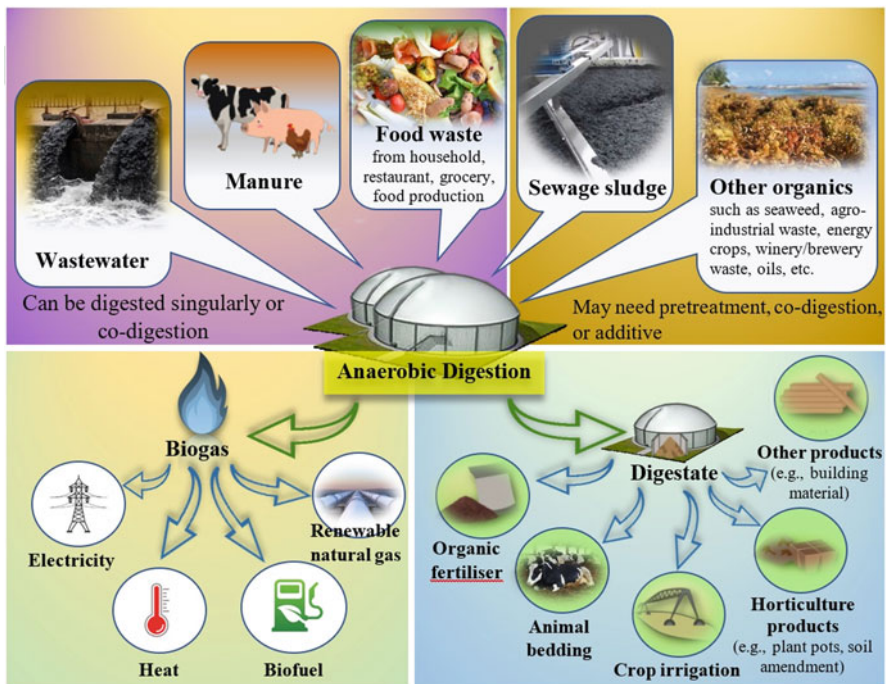 Wastewater
Manure
Food waste
from household,
restaurant, grocery,
food production
Sewage sludge
Other organics
such as seaweed, agro-
industrial waste, energy
crops, winery/brewery
waste, oils, etc.
Can be digested singularly or
co-digestion
May need pretreatment, co-digestion,
or additive
Anaerobic Digestion
Biogas
Electricity
Heat
Biofuel
Renewable
natural gas
Digestate
Organic
fertiliser
Animal
bedding
Crop irrigation
Horticulture
products
(e.g., plant pots, soil
amendment)
Other products
(e.g., building
material)